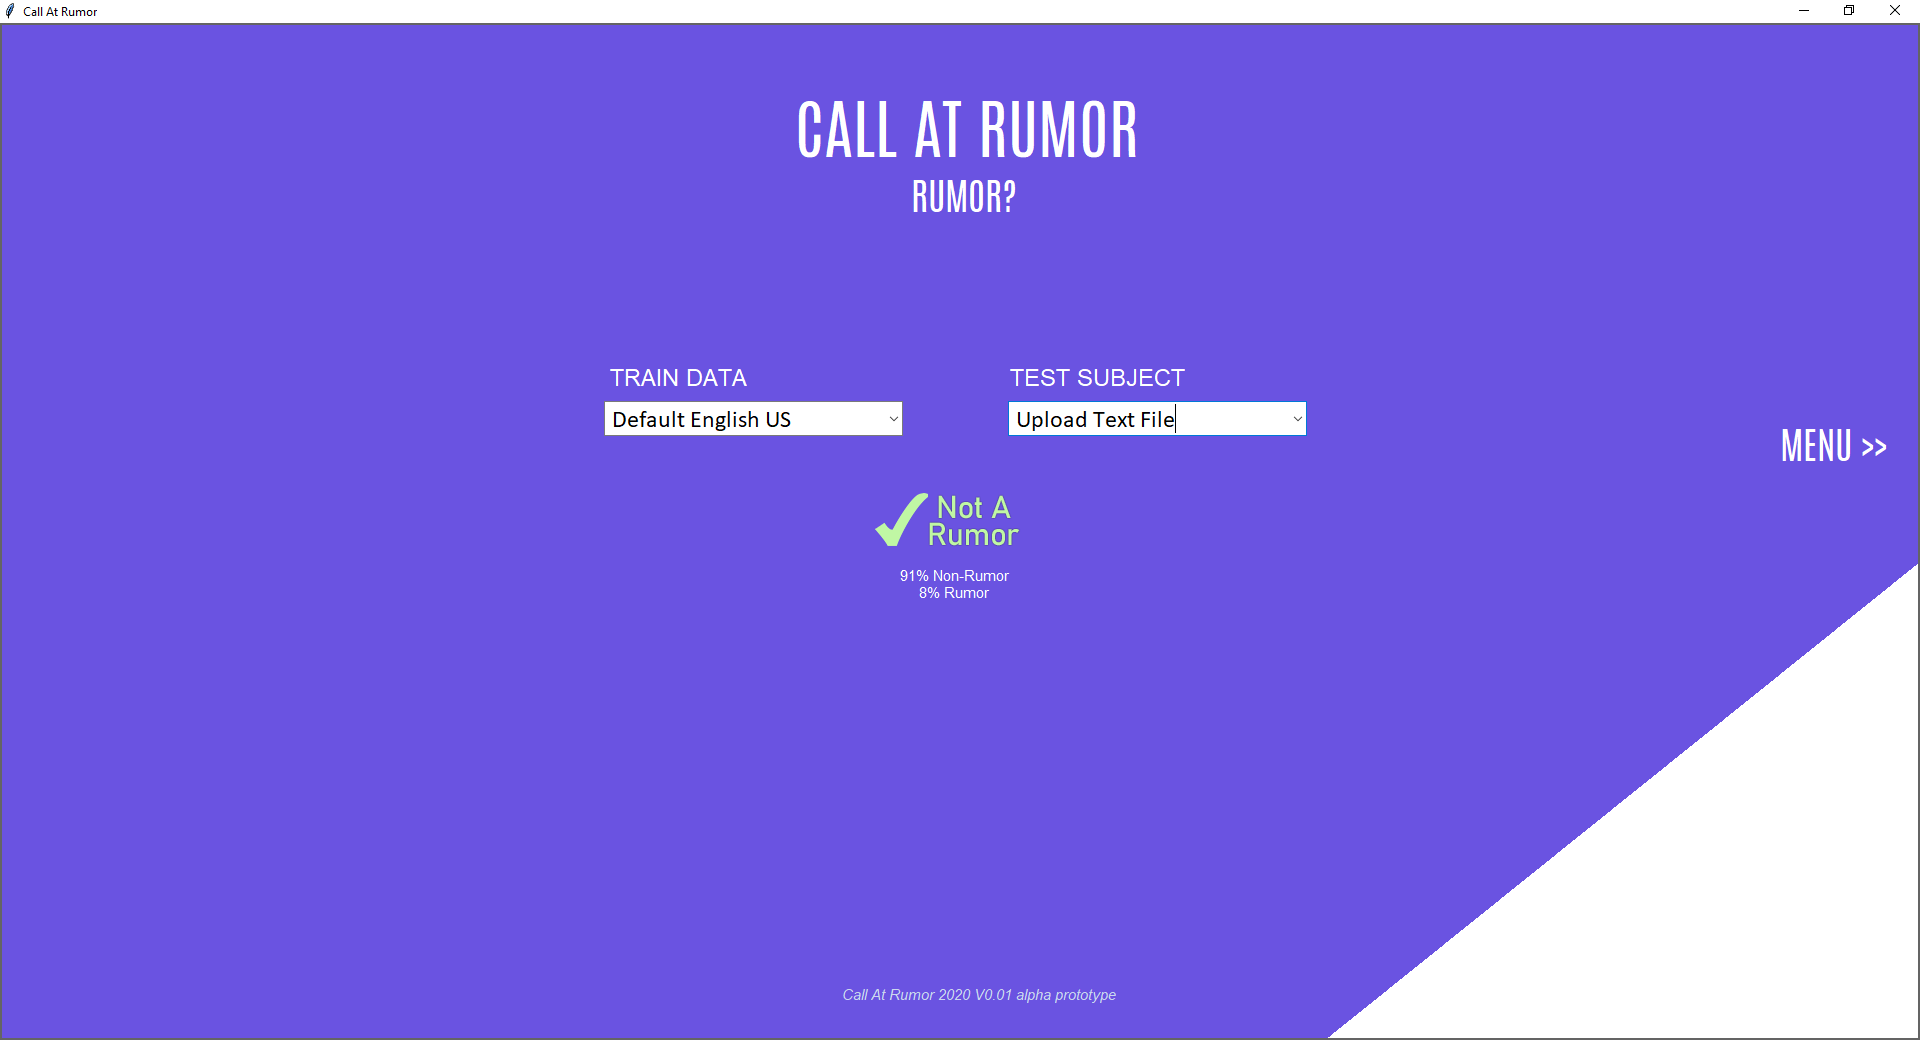 Call At Rumor
CALL AT RUMOR
RUMOR?
TRAIN DATA
TEST SUBJECT
Default English US
Upload Text File
MENU >>
Not A
Rumor
91% Non-Rumor
8% Rumor
Call At Rumor 2020 V0.01 alpha prototype